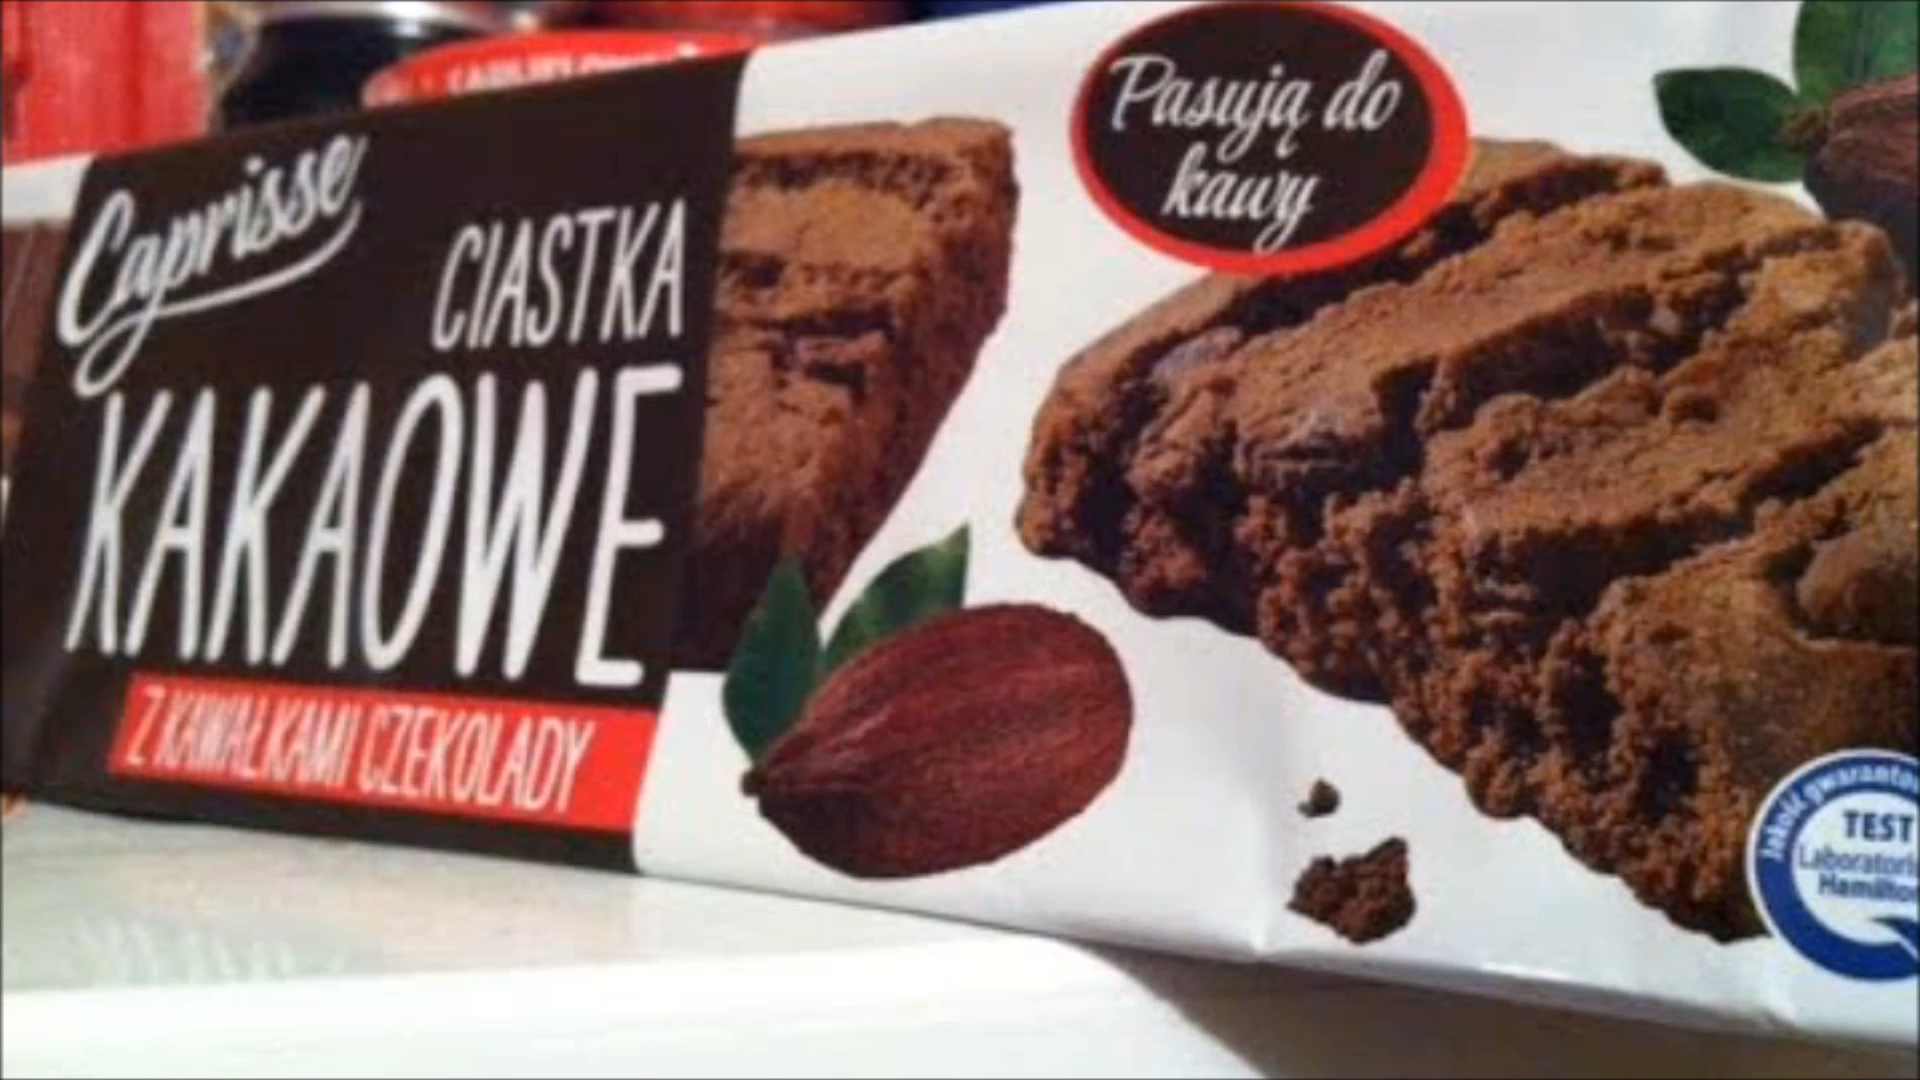 Caprisse
CIASTKA
KAKAOWE
Z KAWAŁKAMI CZEKOLADY
Pasują do
kawy
TEST